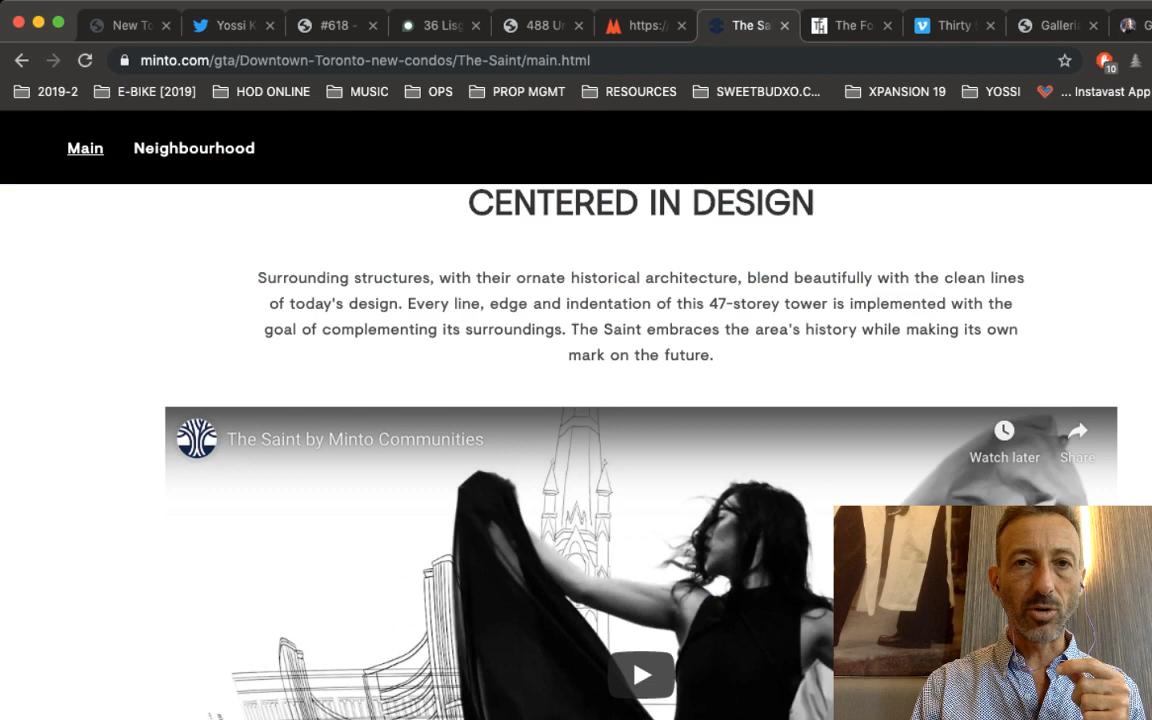 New To
Yossi K
#618 -
36 Lisg
488 Un
https:/
The Sa
The Fo
Thirty
Galleri
G
minto.com/gta/Downtown-Toronto-new-condos/The-Saint/main.html
10
2019-2
E-BIKE [2019]
HOD ONLINE
MUSIC
OPS
PROP MGMT
RESOURCES
SWEETBUDXO.C...
XPANSION 19
YOSSI
... Instavast App
Main
Neighbourhood
CENTERED IN DESIGN
Surrounding structures, with their ornate historical architecture, blend beautifully with the clean lines
of today's design. Every line, edge and indentation of this 47-storey tower is implemented with the
goal of complementing its surroundings. The Saint embraces the area's history while making its own
mark on the future.
The Saint by Minto Communities
Watch later
Share